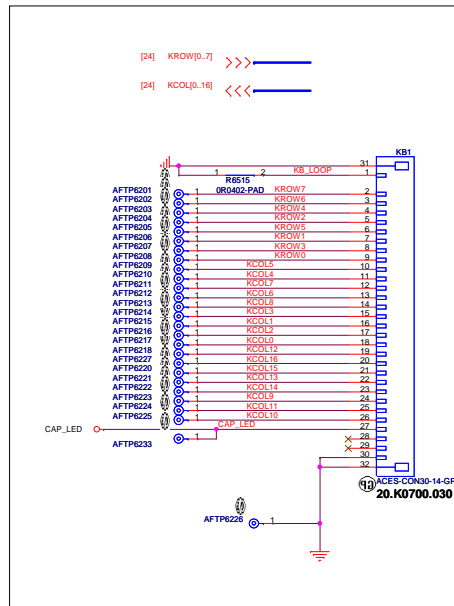 [24] KROW[0..7]
[24] KCOL[0..16]
KB1
31
1 2 KB_LOOP 1
R6515
0R0402-PAD
AFTP6201 1 KROW7 2
AFTP6202 KROW6 3
AFTP6203 1 KROW4 4
AFTP6204 1 KROW2 5
AFTP6205 1 KROW5 6
AFTP6206 1 KROW1 7
AFTP6207 1 KROW3 8
AFTP6208 1 KROW0 9
AFTP6209 1 KCOL5 10
AFTP6210 1 KCOL4 11
AFTP6211 1 KCOL7 12
AFTP6212 1 KCOL6 13
AFTP6213 1 KCOL8 14
AFTP6214 1 KCOL3 15
AFTP6215 1 KCOL1 16
AFTP6216 1 KCOL2 17
AFTP6217 1 KCOL0 18
AFTP6218 1 KCOL12 19
AFTP6227 1 KCOL16 20
AFTP6220 1 KCOL15 21
AFTP6221 1 KCOL13 22
AFTP6222 1 KCOL14 23
AFTP6223 1 KCOL9 24
AFTP6224 1 KCOL11 25
AFTP6225 1 KCOL10 26
CAP_LED CAP_LED 27
AFTP6233 1 28
29
30
32
ACES-CON30-14-GP
20.K0700.030
AFTP6226 1